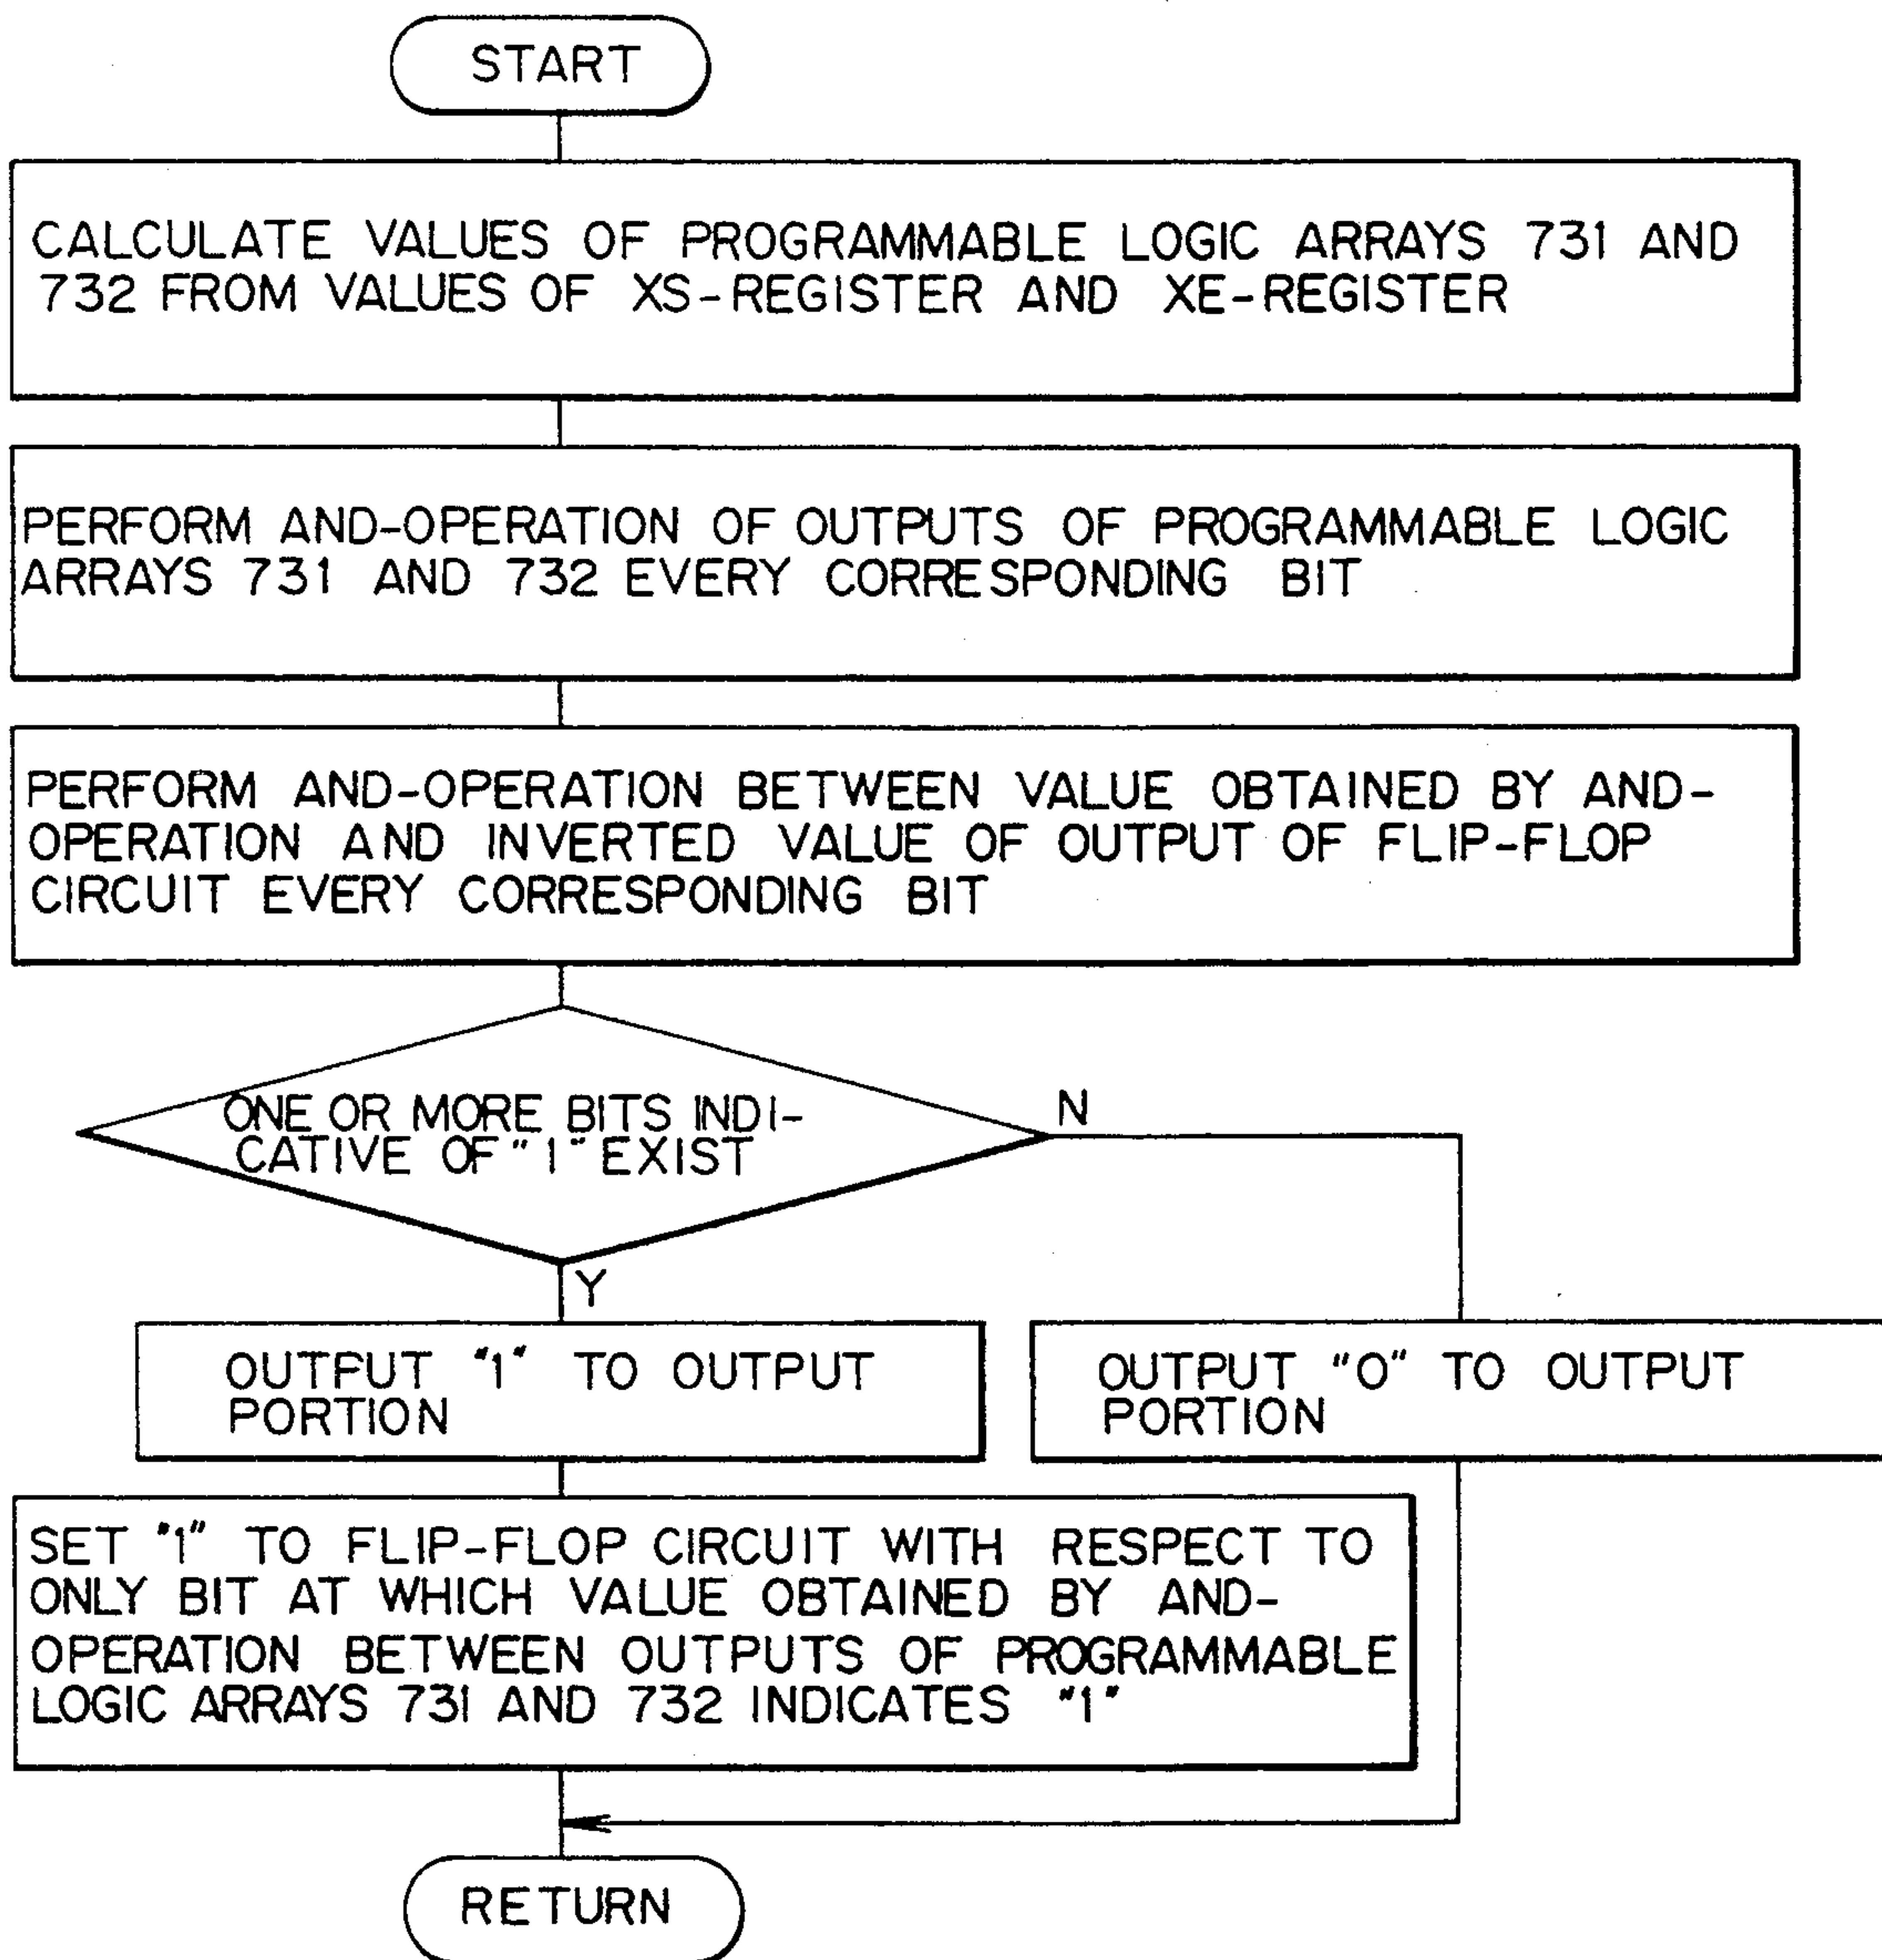 START
CALCULATE VALUES OF PROGRAMMABLE LOGIC ARRAYS 731 AND
732 FROM VALUES OF XS-REGISTER AND XE-REGISTER
PERFORM AND-OPERATION OF OUTPUTS OF PROGRAMMABLE LOGIC
ARRAYS 731 AND 732 EVERY CORRESPONDING BIT
PERFORM AND-OPERATION BETWEEN VALUE OBTAINED BY AND-
OPERATION AND INVERTED VALUE OF OUTPUT OF FLIP-FLOP
CIRCUIT EVERY CORRESPONDING BIT
ONE OR MORE BITS INDI-
CATIVE OF "1" EXIST
N
Y
OUTPUT "1" TO OUTPUT
PORTION
OUTPUT "0" TO OUTPUT
PORTION
SET "1" TO FLIP-FLOP CIRCUIT WITH RESPECT TO
ONLY BIT AT WHICH VALUE OBTAINED BY AND-
OPERATION BETWEEN OUTPUTS OF PROGRAMMABLE
LOGIC ARRAYS 731 AND 732 INDICATES "1"
RETURN